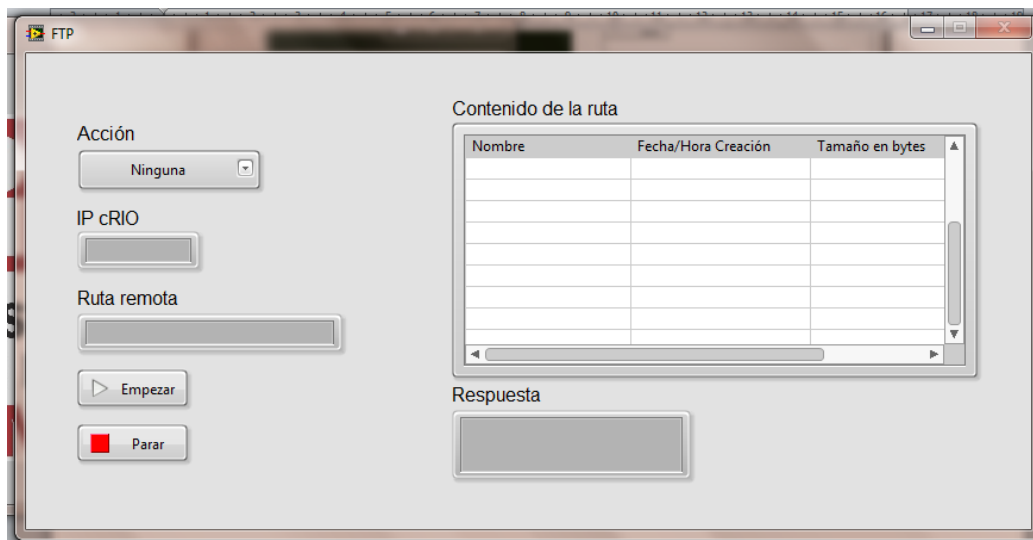 FTP
Acción
Ninguna
IP cRIO
Ruta remota
Empezar
Parar
Contenido de la ruta
Nombre Fecha/Hora Creación Tamaño en bytes
Respuesta